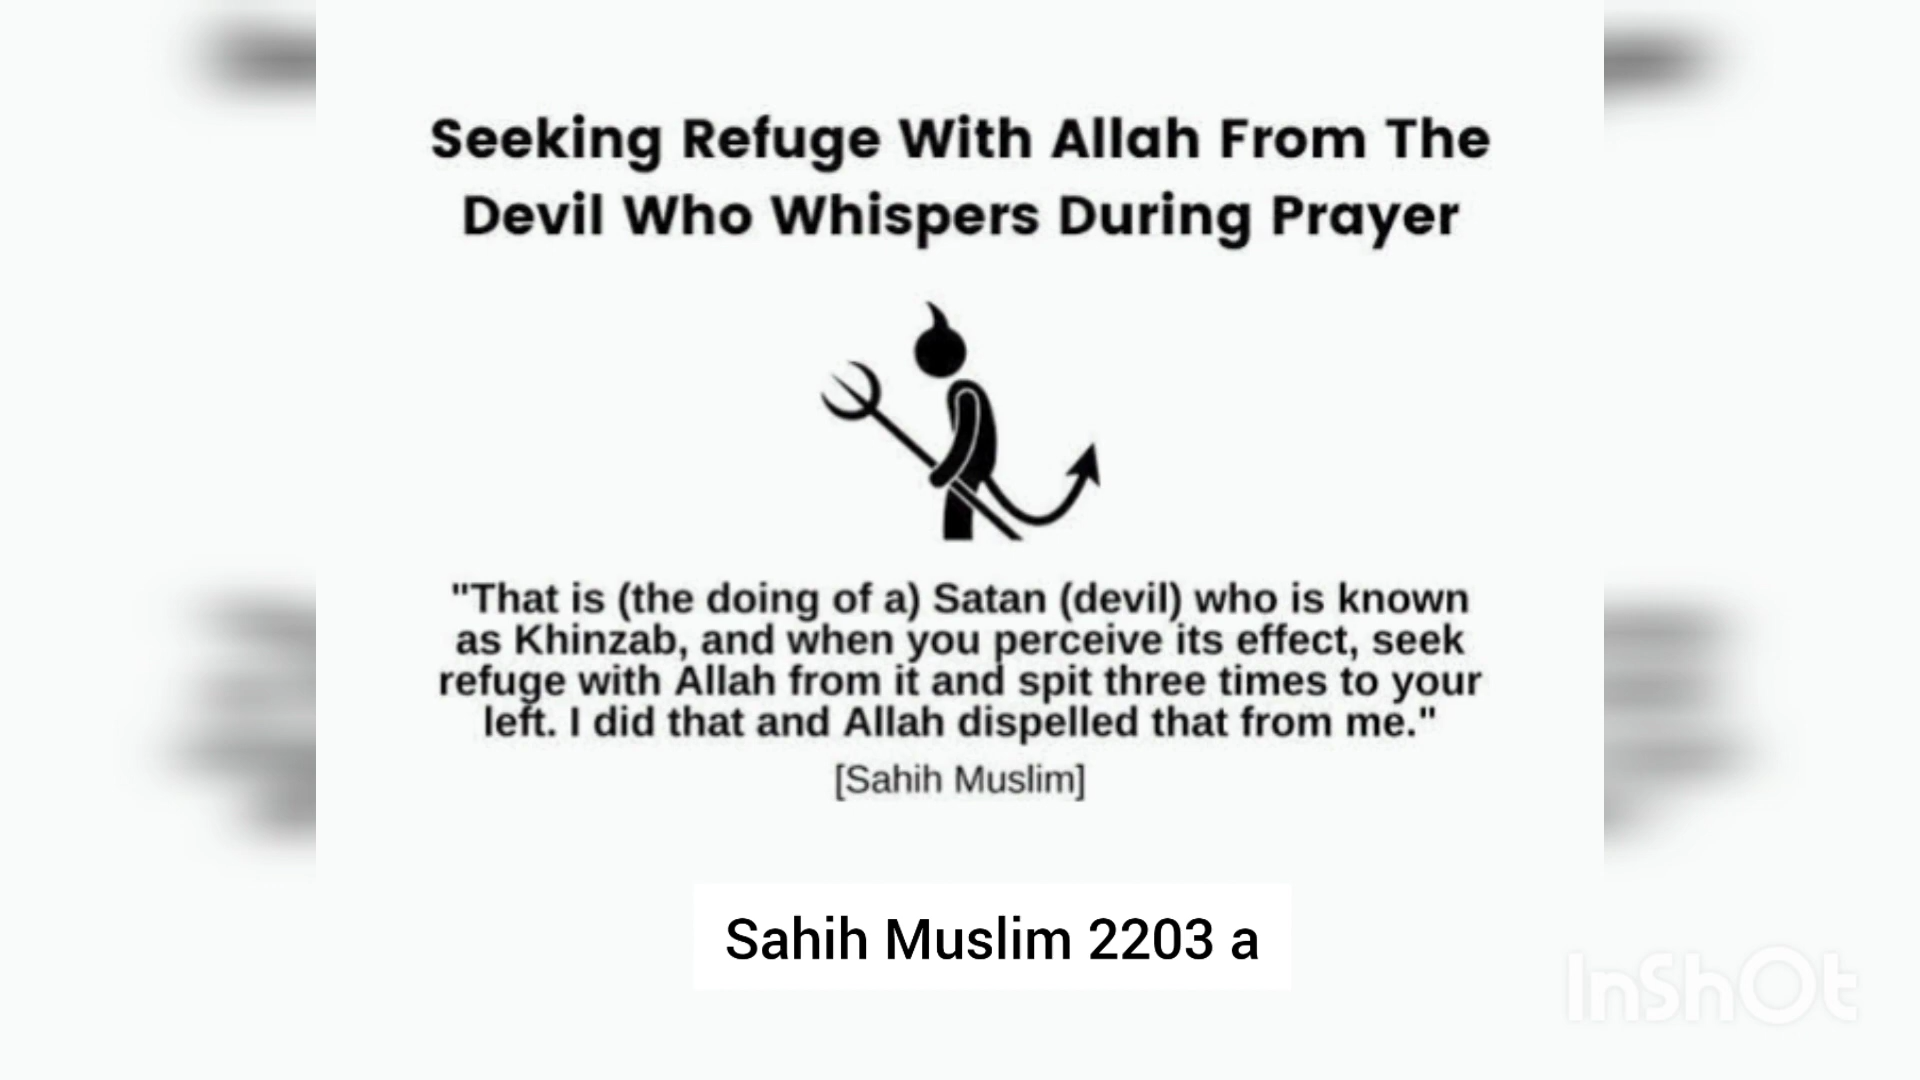 Seeking Refuge With Allah From The
Devil Who Whispers During Prayer
"That is (the doing of a) Satan (devil) who is known
as Khinzab, and when you perceive its effect, seek
refuge with Allah from it and spit three times to your
left. I did that and Allah dispelled that from me."
[Sahih Muslim]
Sahih Muslim 2203 a
InShOt